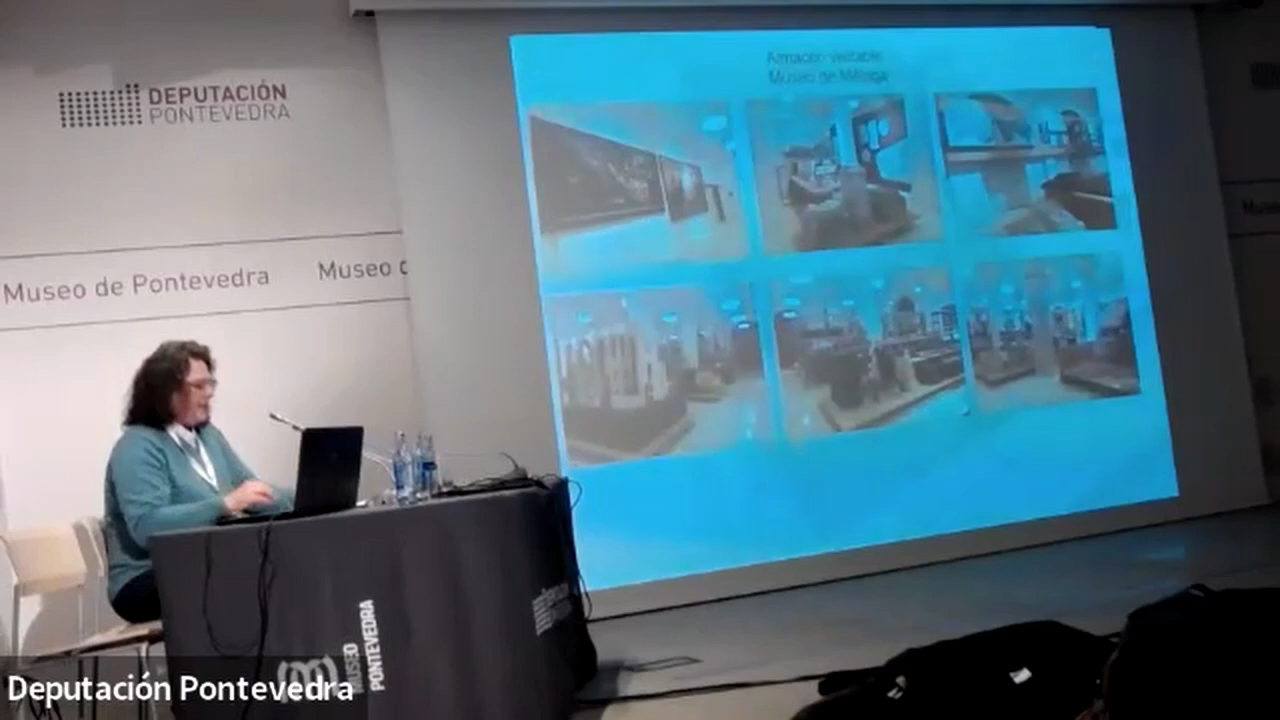 DEPUTACIÓN
PONTEVEDRA
Almacén visitable
Museo de Málaga
Museo de Pontevedra
Museo d
MUSEO
PONTEVEDRA
Deputación Pontevedra